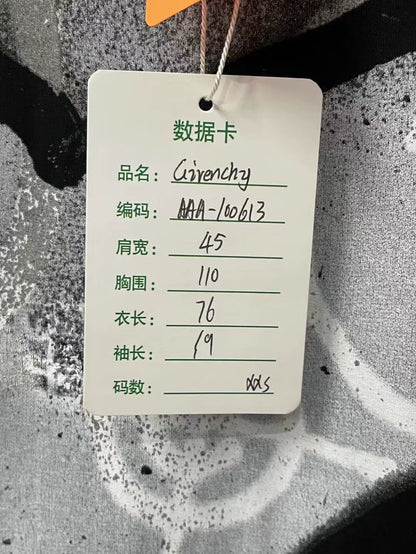 数据卡
品名: Givenchy
编码: AAA-100613
肩宽: 45
胸围: 110
衣长: 76
袖长: 59
码数: XXS